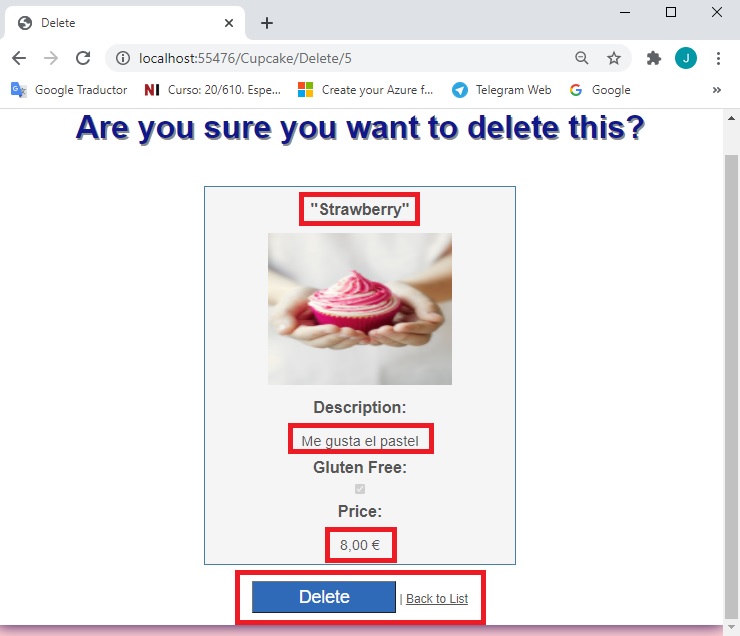 Delete
localhost:55476/Cupcake/Delete/5
J
Google Traductor NI Curso: 20/610. Espe... Create your Azure f... Telegram Web G Google »
Are you sure you want to delete this?
"Strawberry"
Description:
Me gusta el pastel
Gluten Free:
Price:
8,00 €
Delete | Back to List